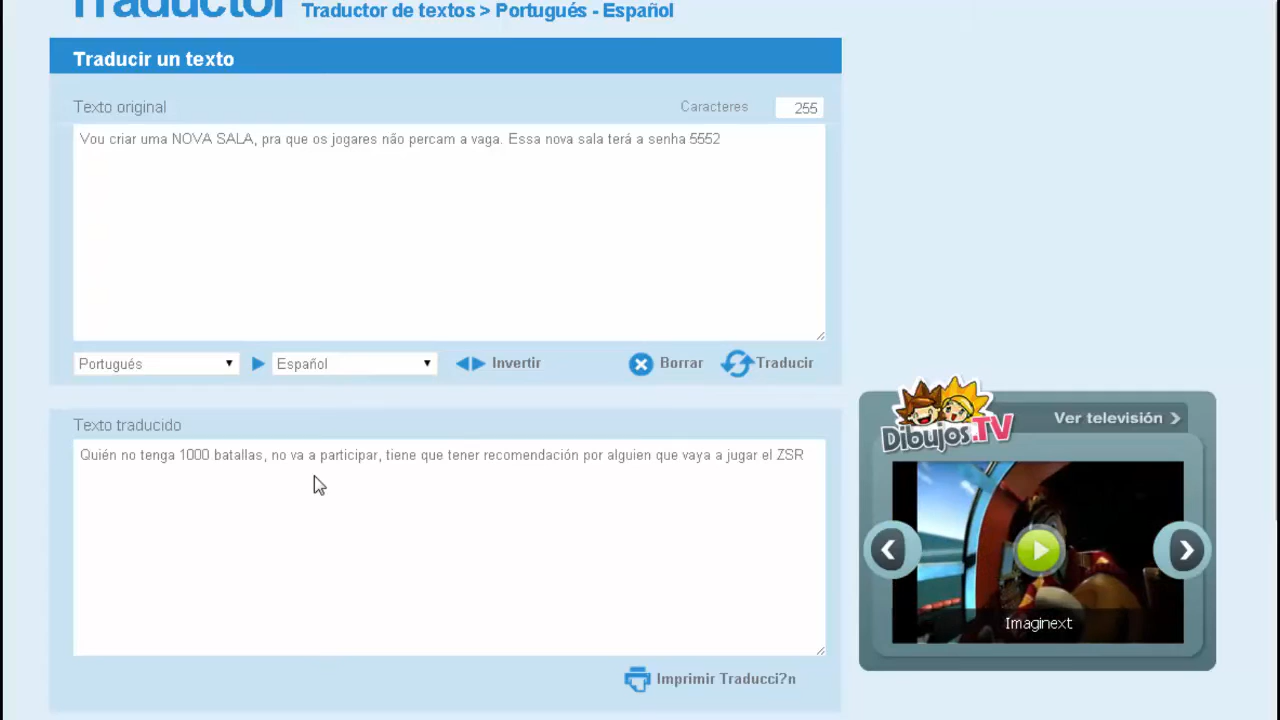 Traductor
Traductor de textos > Portugués - Español
Traducir un texto
Texto original
Caracteres 255
Vou criar uma NOVA SALA, pra que os jogares não percam a vaga. Essa nova sala terá a senha 5552
Portugués
Español
Invertir
Borrar
Traducir
Texto traducido
Quién no tenga 1000 batallas, no va a participar, tiene que tener recomendación por alguien que vaya a jugar el ZSR
Dibujos.TV
Ver televisión
Imaginext
Imprimir Traducci?n